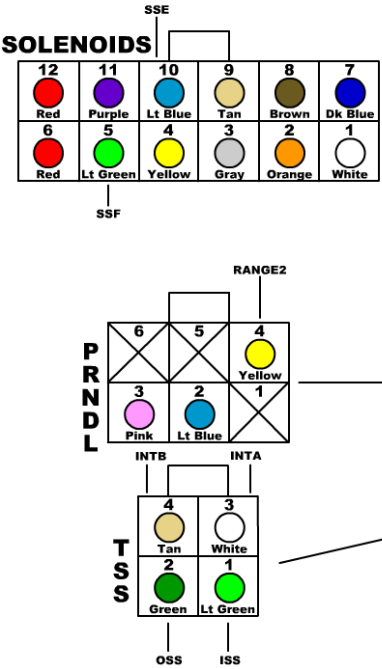 SSE
SOLENOIDS
12 11 10 9 8 7
Red Purple Lt Blue Tan Brown Dk Blue
6 5 4 3 2 1
Red Lt Green Yellow Gray Orange White
SSF
RANGE2
6 5 4
Yellow
PRNDL
3 2 1
Pink Lt Blue
INTB INTA
4 3
Tan White
TSS
2 1
Green Lt Green
OSS ISS